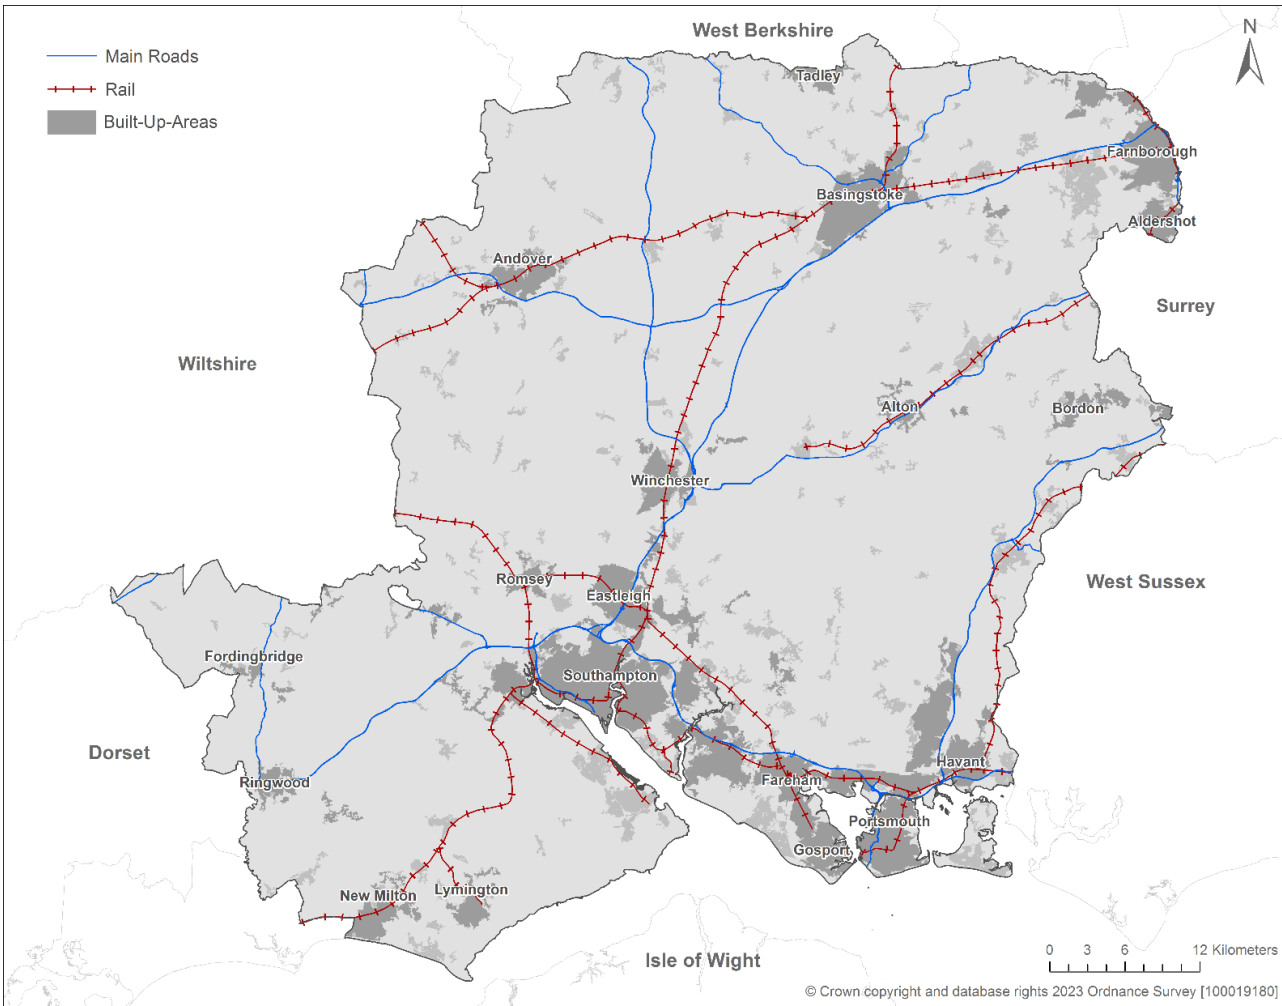 West Berkshire
N
Main Roads
Rail
Built-Up-Areas
Tadley
Farnborough
Basingstoke
Aldershot
Andover
Surrey
Wiltshire
Alton
Bordon
Winchester
Romsey
West Sussex
Eastleigh
Fordingbridge
Southampton
Dorset
Havant
Ringwood
Fareham
Portsmouth
Gosport
New Milton
Lymington
Isle of Wight
0 3 6 12 Kilometers
© Crown copyright and database rights 2023 Ordnance Survey [100019180]